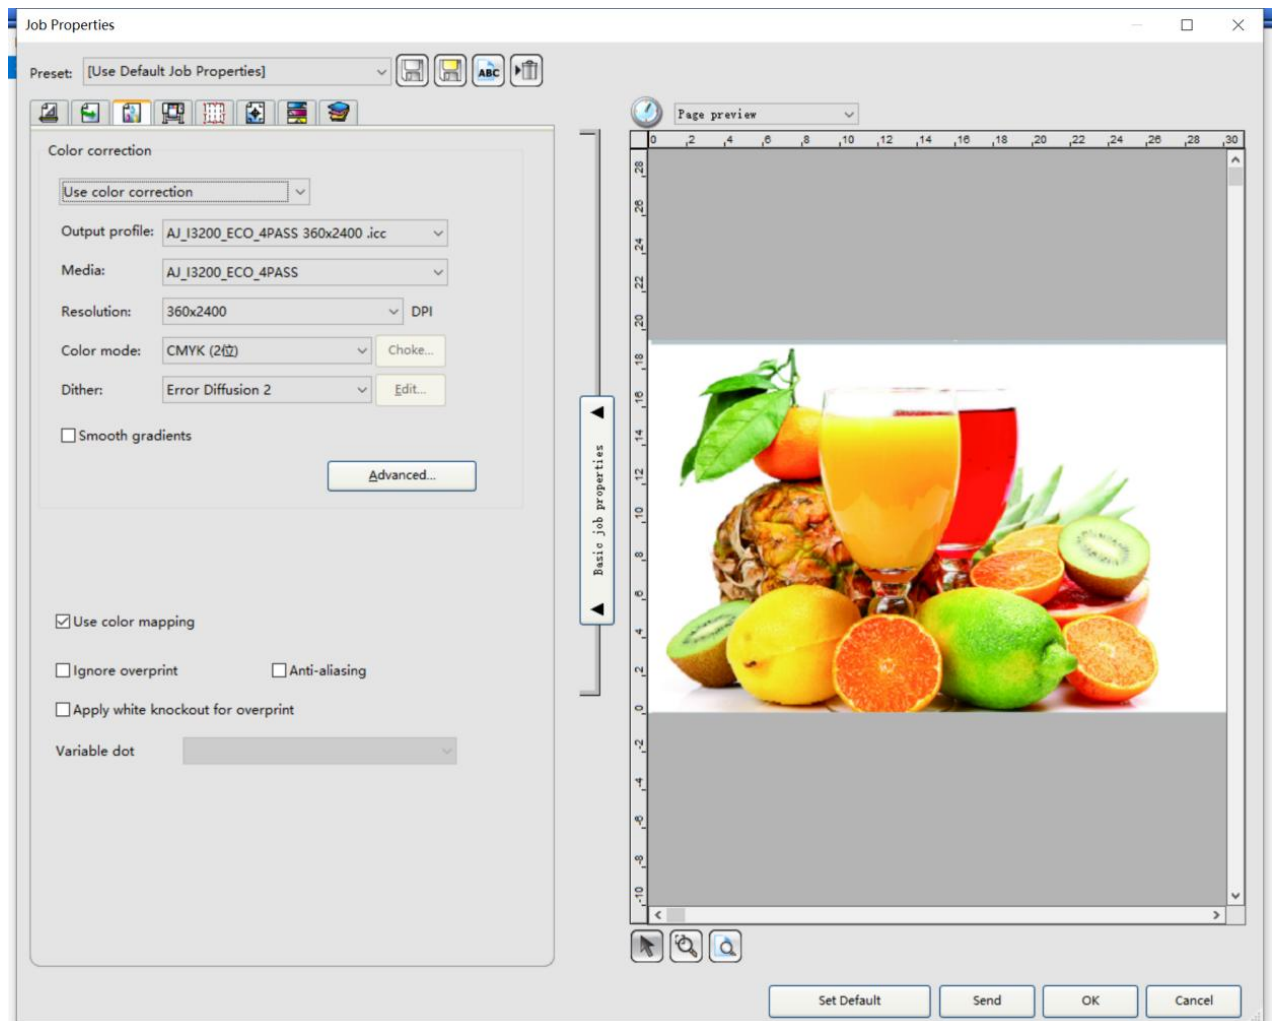 Job Properties
Preset: [Use Default Job Properties]
ABC
Color correction
Use color correction
Output profile: AJ_I3200_ECO_4PASS 360x2400 .icc
Media: AJ_I3200_ECO_4PASS
Resolution: 360x2400 DPI
Color mode: CMYK (2位) Choke...
Dither: Error Diffusion 2 Edit...
Smooth gradients
Advanced...
Use color mapping
Ignore overprint Anti-aliasing
Apply white knockout for overprint
Variable dot
Basic job properties
Page preview
0 2 4 6 8 10 12 14 16 18 20 22 24 26 28 30
28
26
24
22
20
18
16
14
12
10
8
6
4
2
0
-2
-4
-6
-8
-10
Set Default Send OK Cancel